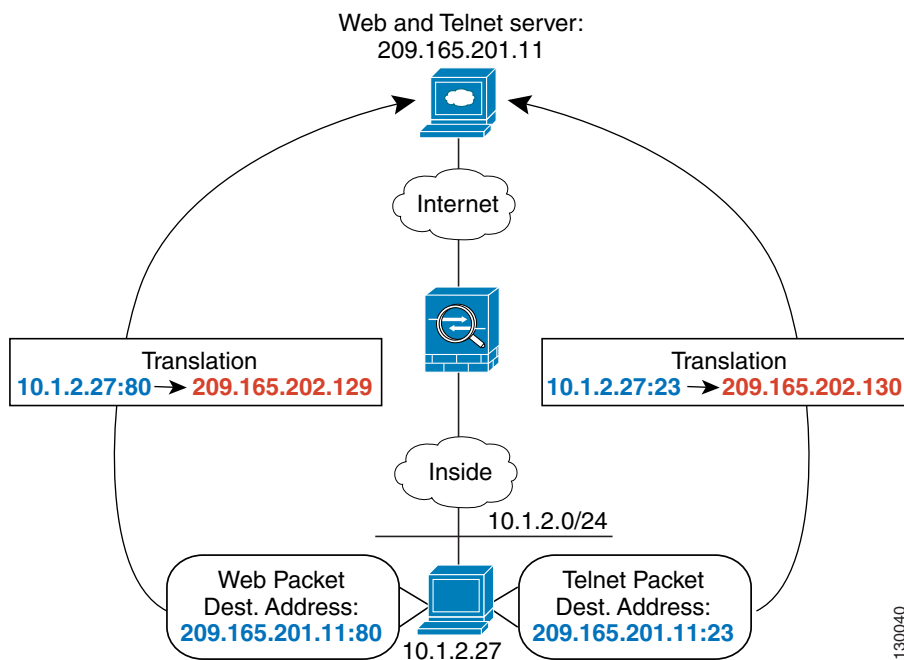 Web and Telnet server:
209.165.201.11
Internet
Translation
10.1.2.27:80 209.165.202.129
Translation
10.1.2.27:23 209.165.202.130
Inside
10.1.2.0/24
Web Packet
Dest. Address:
209.165.201.11:80
Telnet Packet
Dest. Address:
209.165.201.11:23
10.1.2.27
130040